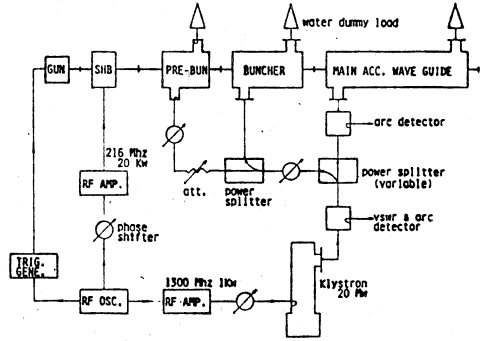 water dummy load
GUN
SHB
PRE-BUN
BUNCHER
MAIN ACC. WAVE GUIDE
arc detector
216 Mhz
20 Kw
RF AMP.
att.
power
splitter
power splitter
(variable)
phase
shifter
vswr & arc
detector
TRIG.
GENE.
RF OSC.
1300 Mhz 1Kw
RF AMP.
Klystron
20 Mw